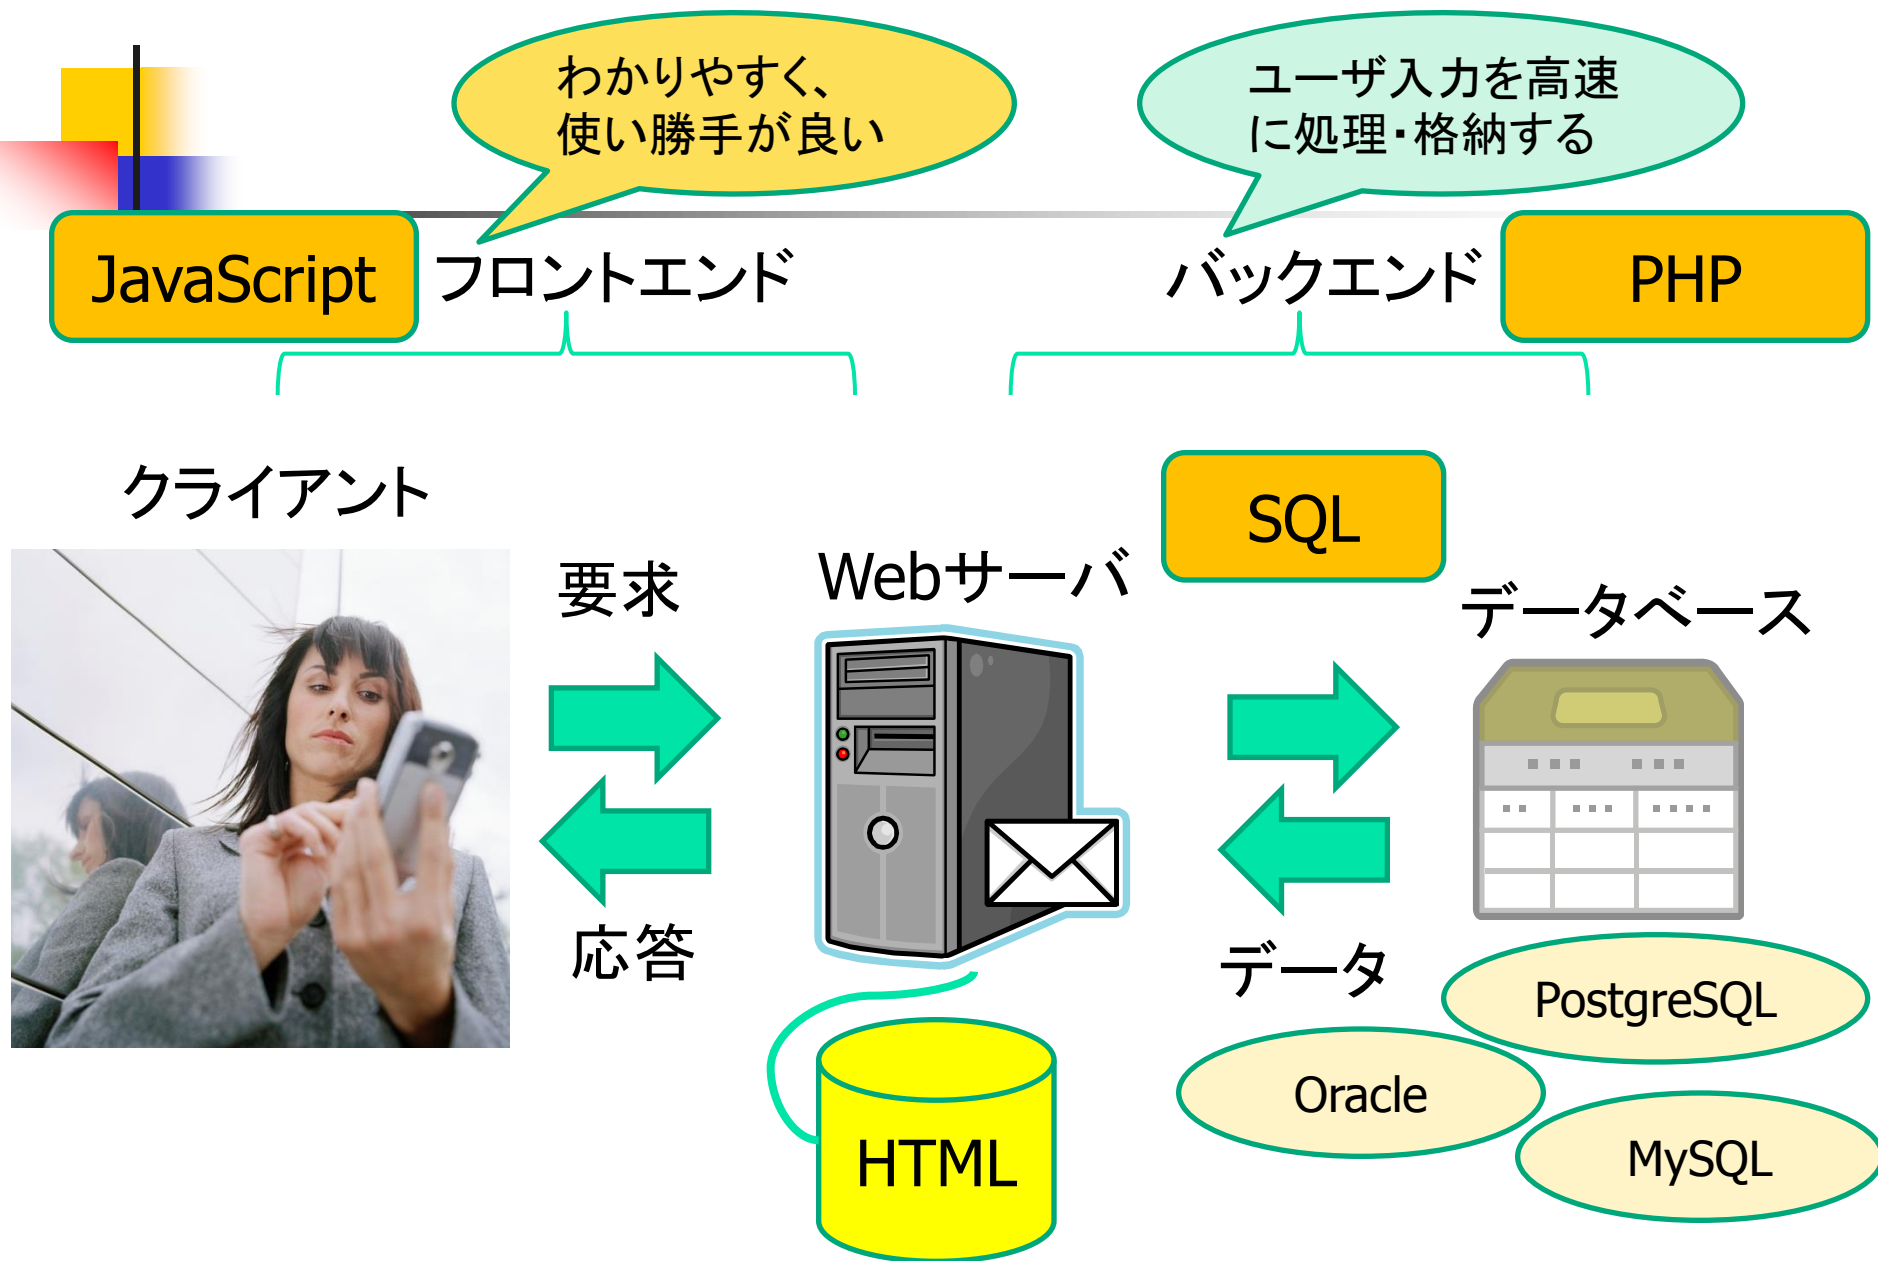 わかりやすく、
使い勝手が良い
ユーザ入力を高速
に処理・格納する
JavaScript
フロントエンド
バックエンド
PHP
クライアント
SQL
要求
Webサーバ
データベース
応答
データ
PostgreSQL
Oracle
MySQL
HTML